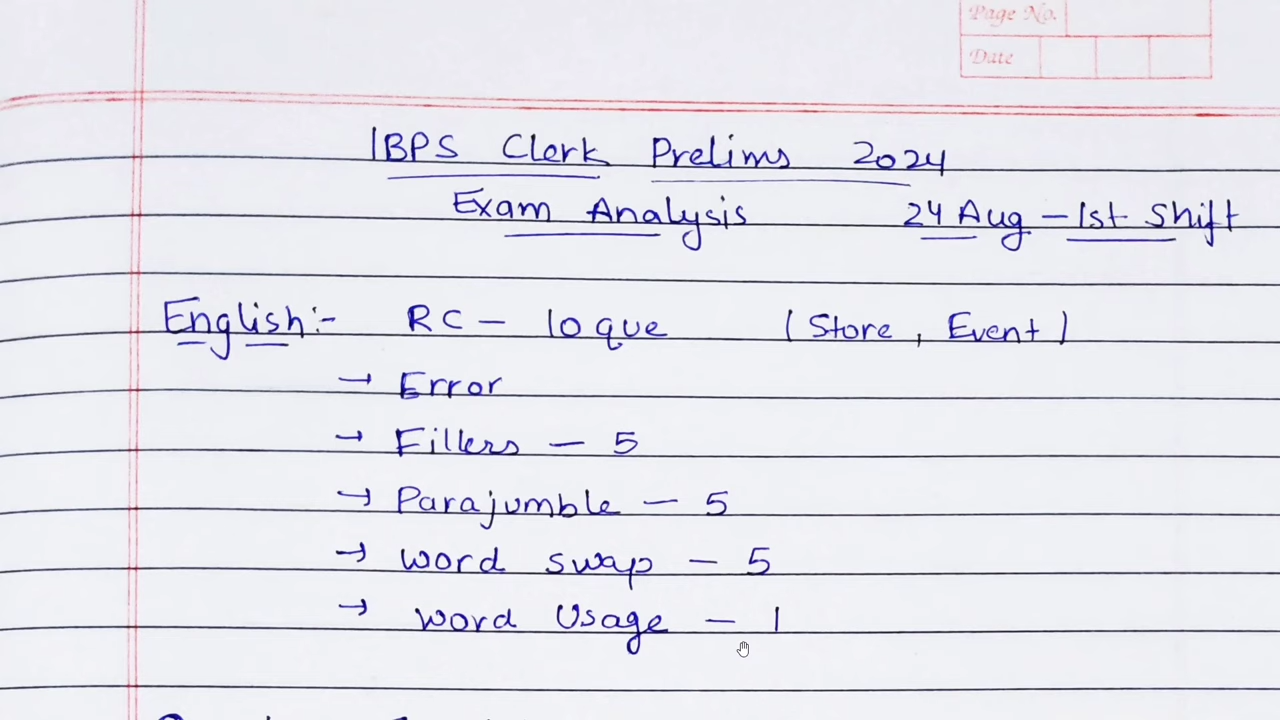 Page No.
Date
IBPS Clerk Prelims 2024
Exam Analysis 24 Aug – 1st Shift
English:- RC – 10 que (Store, Event)
→ Error
→ Fillers – 5
→ Parajumble – 5
→ word swap – 5
→ word Usage – 1